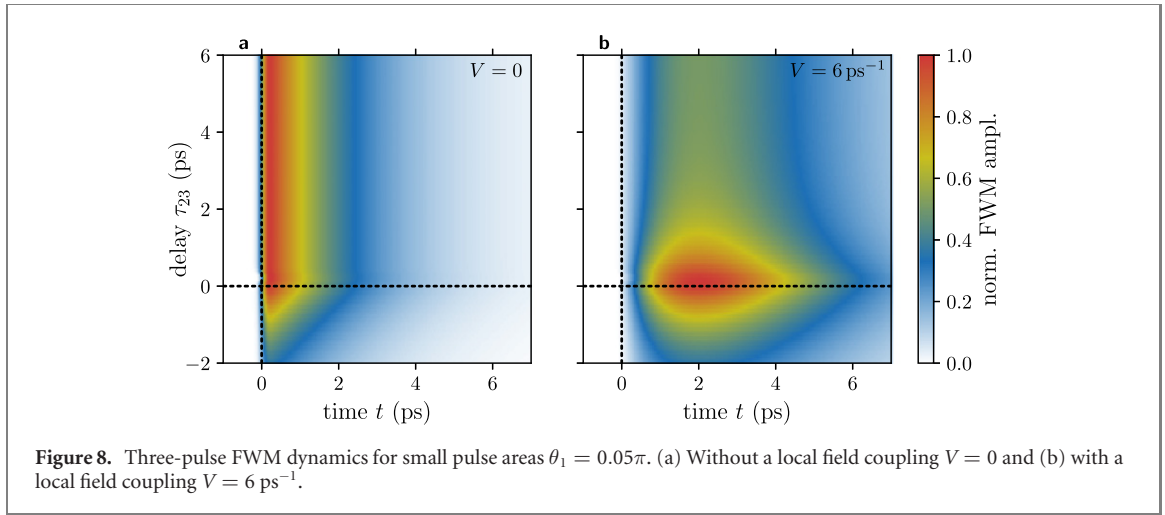 a
b
6
4
2
0
−2
delay τ₂₃ (ps)
V = 0
V = 6 ps⁻¹
0
2
4
6
time t (ps)
0
2
4
6
time t (ps)
1.0
0.8
0.6
0.4
0.2
0.0
norm. FWM ampl.
Figure 8. Three-pulse FWM dynamics for small pulse areas θ₁ = 0.05π. (a) Without a local field coupling V = 0 and (b) with a
local field coupling V = 6 ps⁻¹.